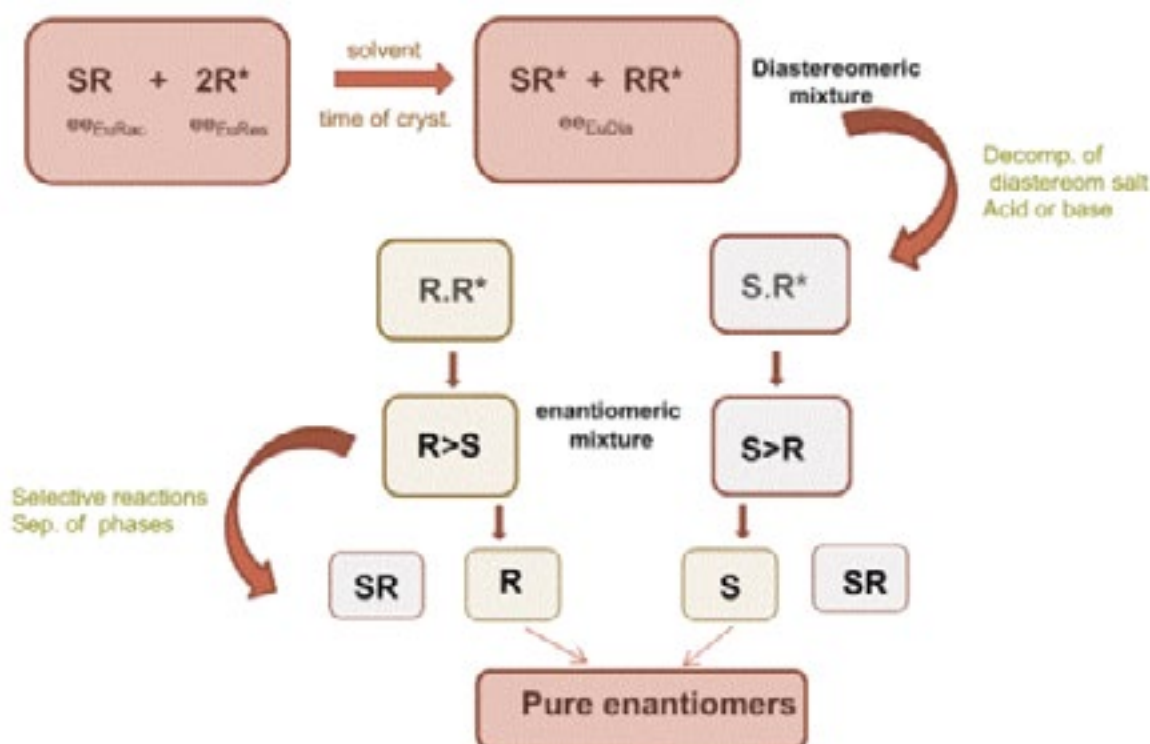 SR + 2R*
eeEuRac.
eeEuRes
solvent
time of cryst.
SR* + RR*
eeEuDia
Diastereomeric
mixture
Decomp. of
diastereom salt
Acid or base
R.R*
S.R*
R>S
enantiomeric
mixture
S>R
Selective reactions
Sep. of phases
SR
R
S
SR
Pure enantiomers